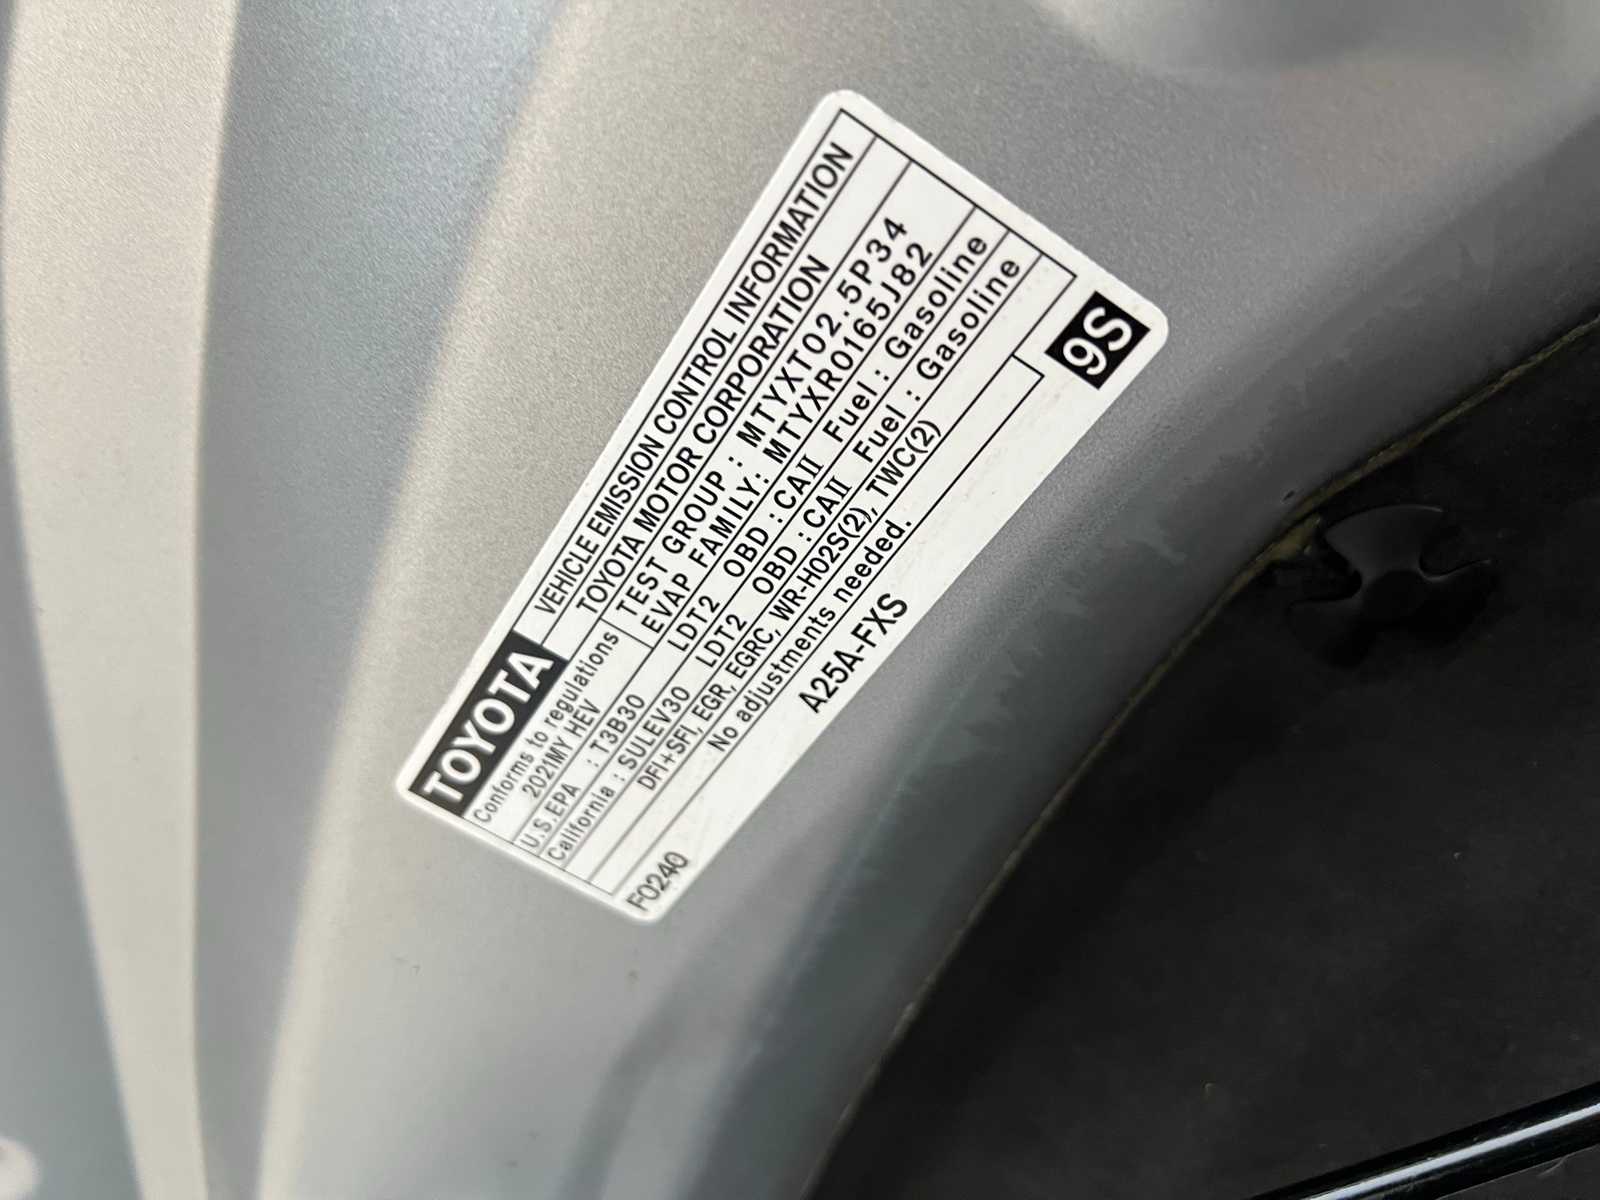 TOYOTA VEHICLE EMISSION CONTROL INFORMATION
Conforms to regulations TOYOTA MOTOR CORPORATION
2021MY HEV TEST GROUP : MTYXT02.5P34
EVAP FAMILY: MTYXR0165J82
U.S.EPA : T3B30 LDT2 OBD : CAII Fuel : Gasoline
California : SULEV30 LDT2 OBD : CAII Fuel : Gasoline
DFI+SFI, EGR, EGRC, WR-HO2S(2), TWC(2)
No adjustments needed.
F0240 A25A-FXS 9S